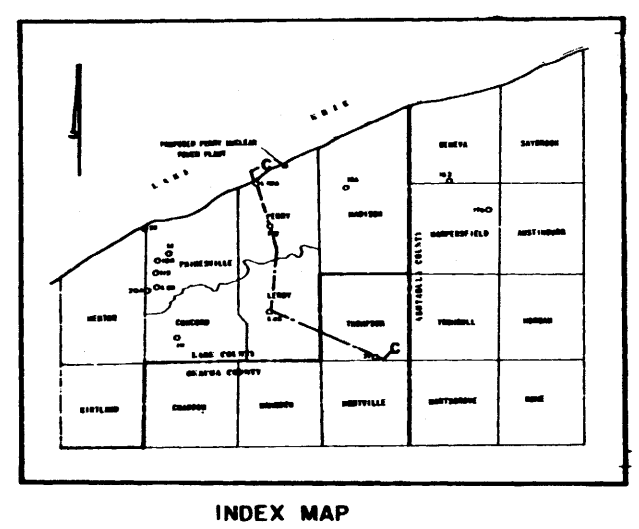 LAKE ERIE
PROPOSED PERRY NUCLEAR
POWER PLANT
C
GENEVA
SAYBROOK
PERRY
MADISON
HARPERSFIELD
AUSTINBURG
PAINESVILLE
ASHTABULA COUNTY
MENTOR
CONCORD
LEROY
THOMPSON
TRUMBULL
MORGAN
C
LAKE COUNTY
GEAUGA COUNTY
KIRTLAND
CHARDON
HAMBDEN
MONTVILLE
HARTSGROVE
ROME
INDEX MAP